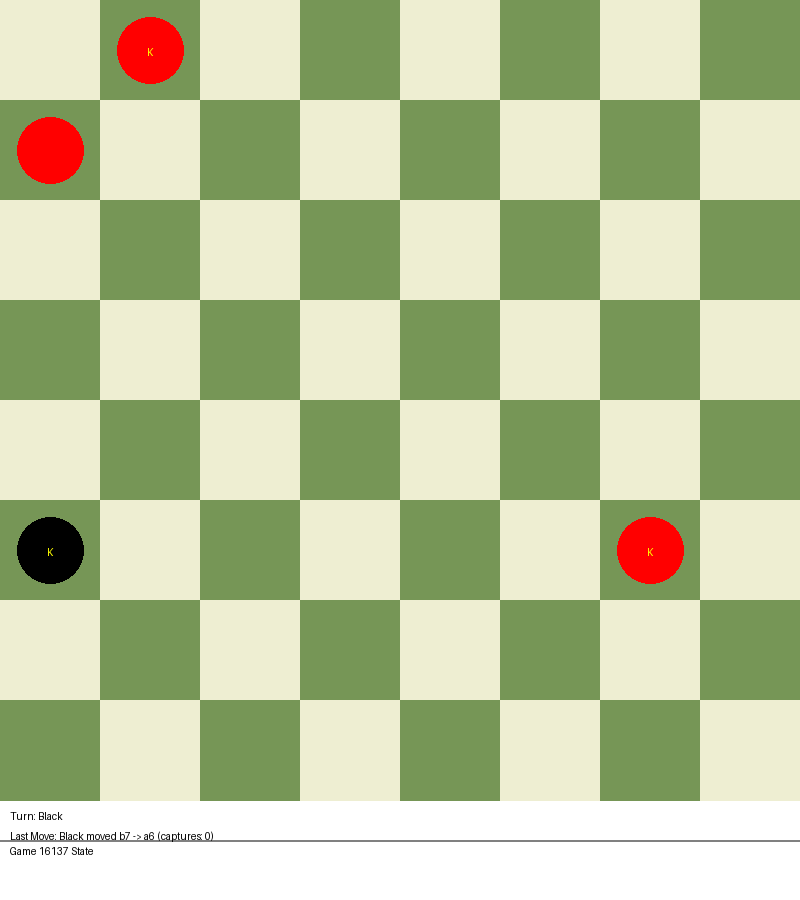 K
K K
Turn: Black
Last Move: Black moved b7 -> a6 (captures: 0)
Game 16137 State